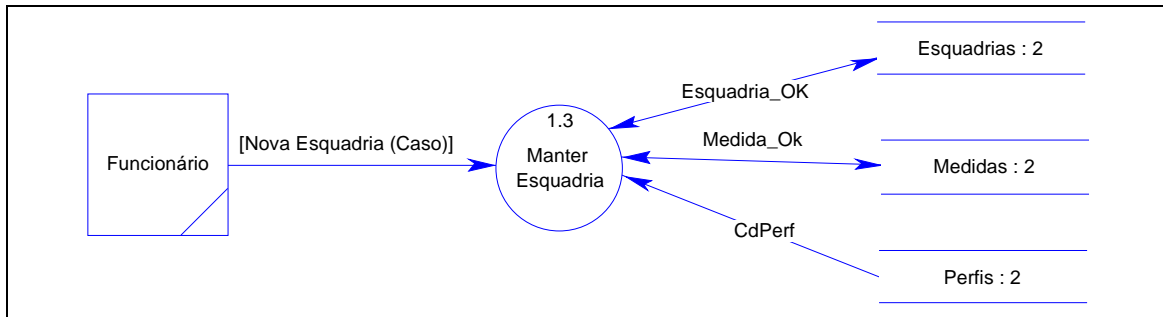 Esquadrias : 2
Esquadria_OK
1.3
[Nova Esquadria (Caso)]
Medida_Ok
Funcionário
Manter
Esquadria
Medidas : 2
CdPerf
Perfis : 2